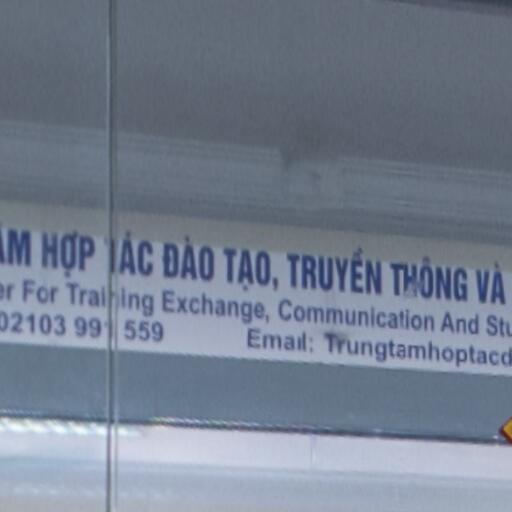 ÂM HỢP TÁC ĐÀO TẠO, TRUYỀN THÔNG VÀ
er For Training Exchange, Communication And Stu
02103 991 559 Email: Trungtamhoptacd